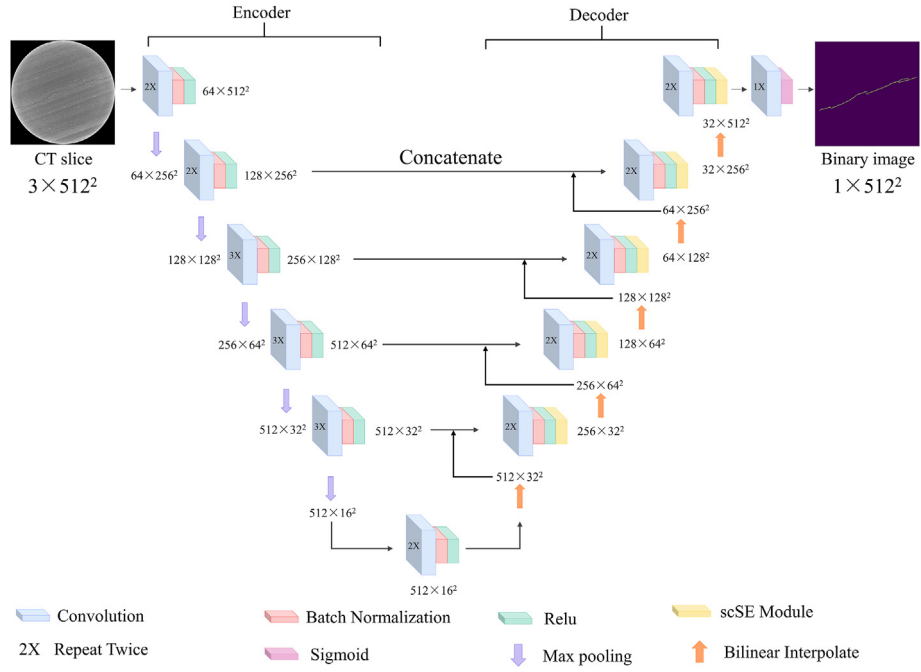 Encoder
Decoder
2X
64×512²
2X
1X
32×512²
CT slice
3×512²
Binary image
1×512²
64×256²
2X
128×256²
Concatenate
2X
32×256²
64×256²
128×128²
3X
256×128²
2X
64×128²
128×128²
256×64²
3X
512×64²
2X
128×64²
256×64²
512×32²
3X
512×32²
2X
256×32²
512×32²
512×16²
2X
512×16²
Convolution
Batch Normalization
Relu
scSE Module
2X Repeat Twice
Sigmoid
Max pooling
Bilinear Interpolate